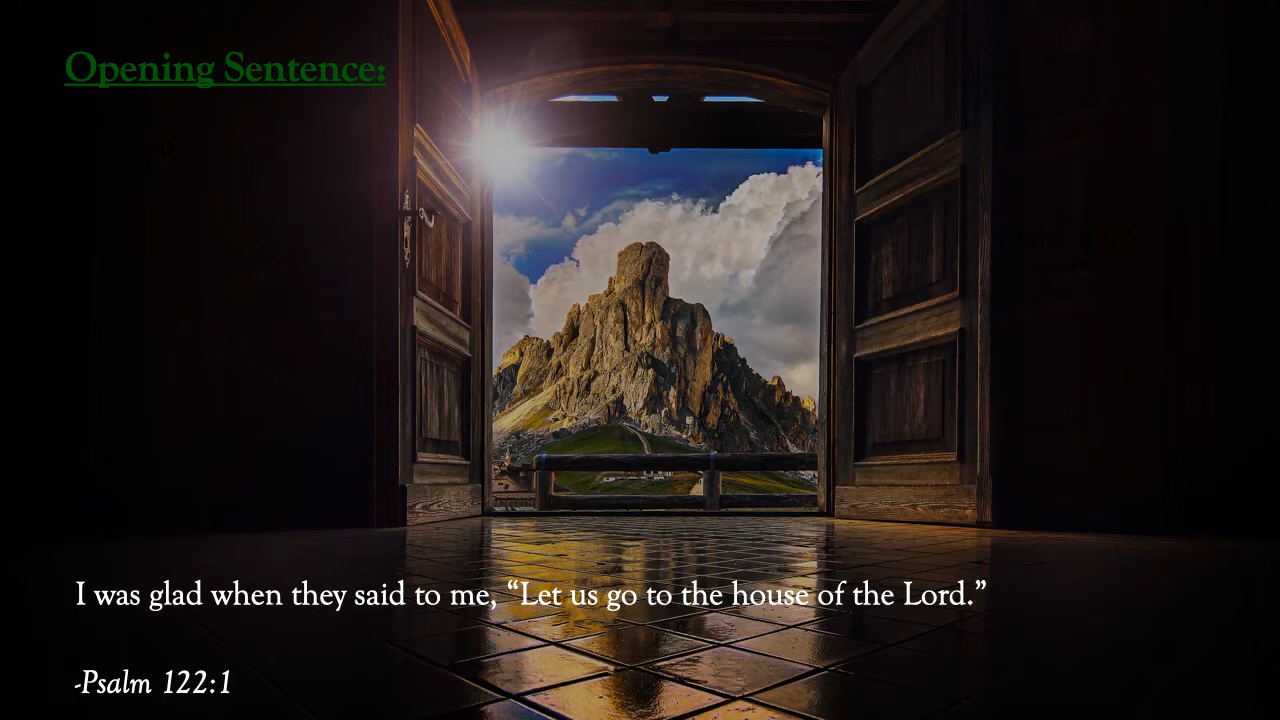 Opening Sentence:
I was glad when they said to me, “Let us go to the house of the Lord.”
-Psalm 122:1